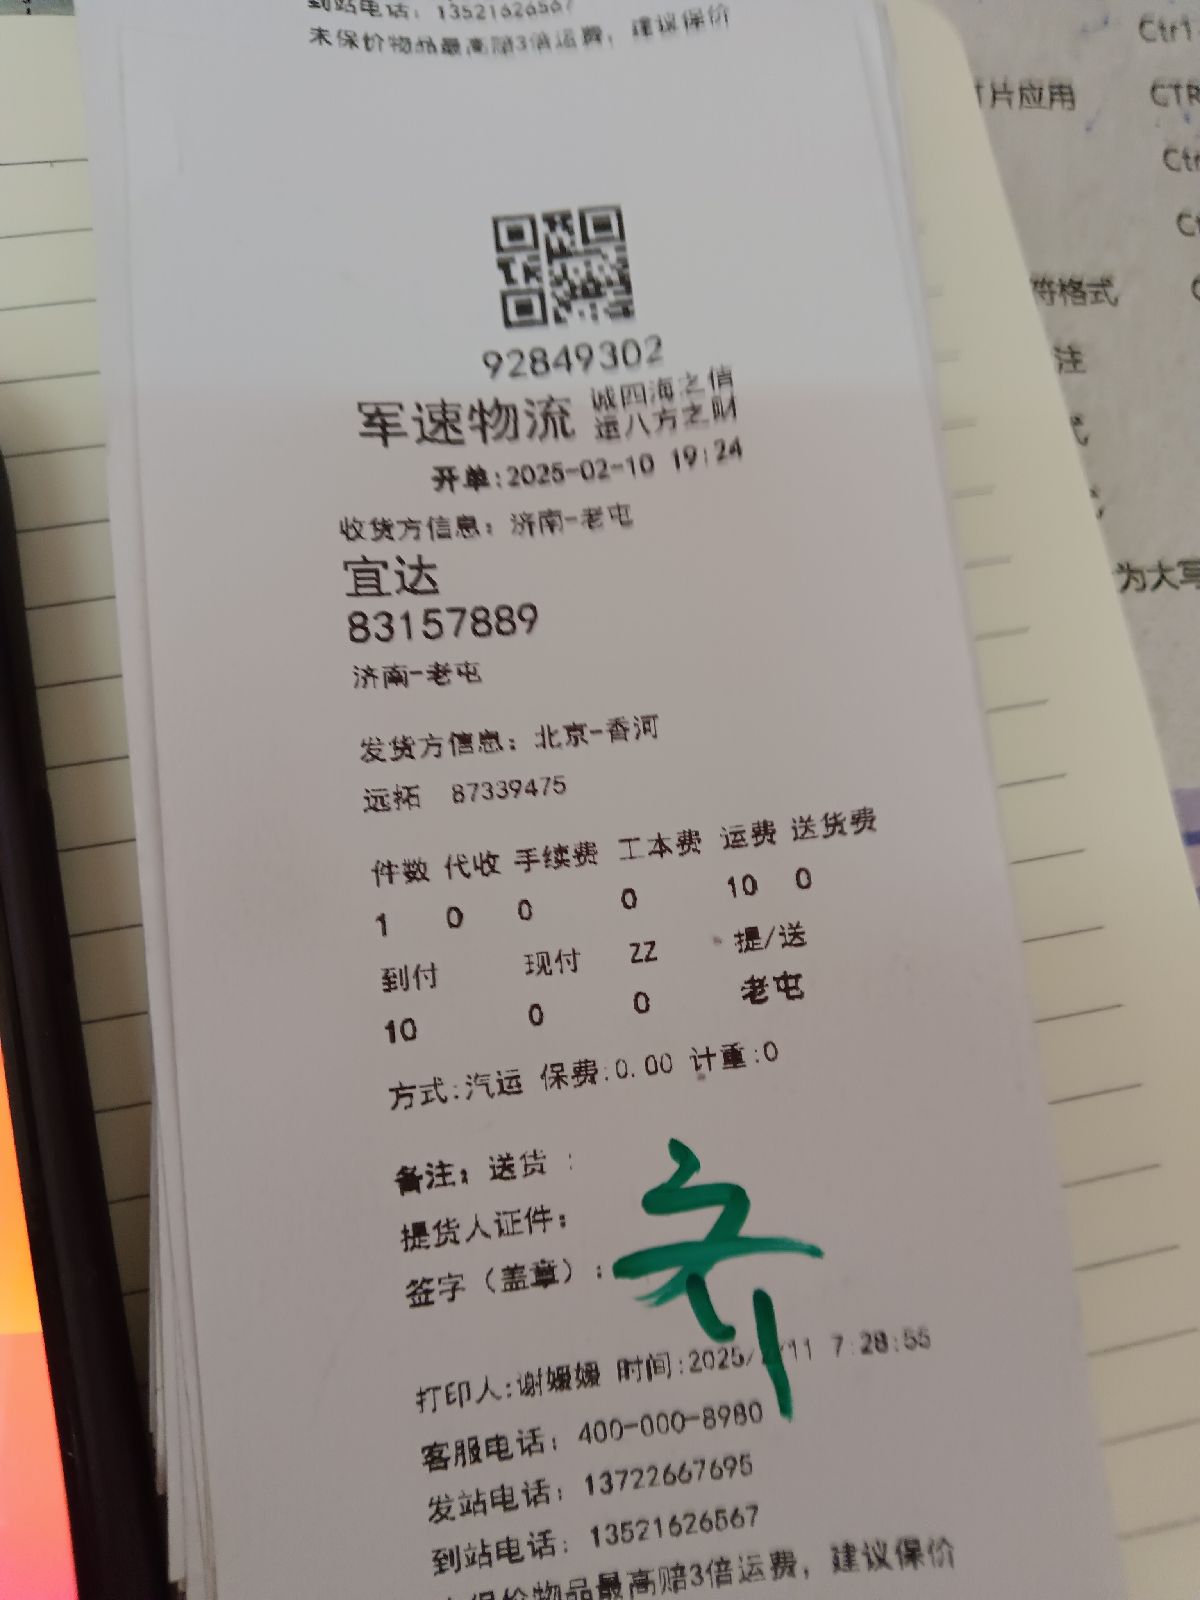 到站电话: 13521626567
未保价物品最高赔3倍运费, 建议保价
92849302
军速物流 诚四海之信
运八方之财
开单:2025-02-10 19:24
收货方信息: 济南-老屯
宜达
83157889
济南-老屯
发货方信息: 北京-香河
远拓 87339475
件数 代收 手续费 工本费 运费 送货费
1 0 0 0 10 0
到付 现付 ZZ 提/送
10 0 0 老屯
方式:汽运 保费:0.00 计重:0
备注: 送货 :
提货人证件:
签字(盖章):
打印人:谢媛媛 时间:2025/ /11 7:28:55
客服电话: 400-000-8980
发站电话: 13722667695
到站电话: 13521626567
保价物品最高赔3倍运费, 建议保价
Ctrl
片应用 CTR
Ctr
符格式
注
为大写